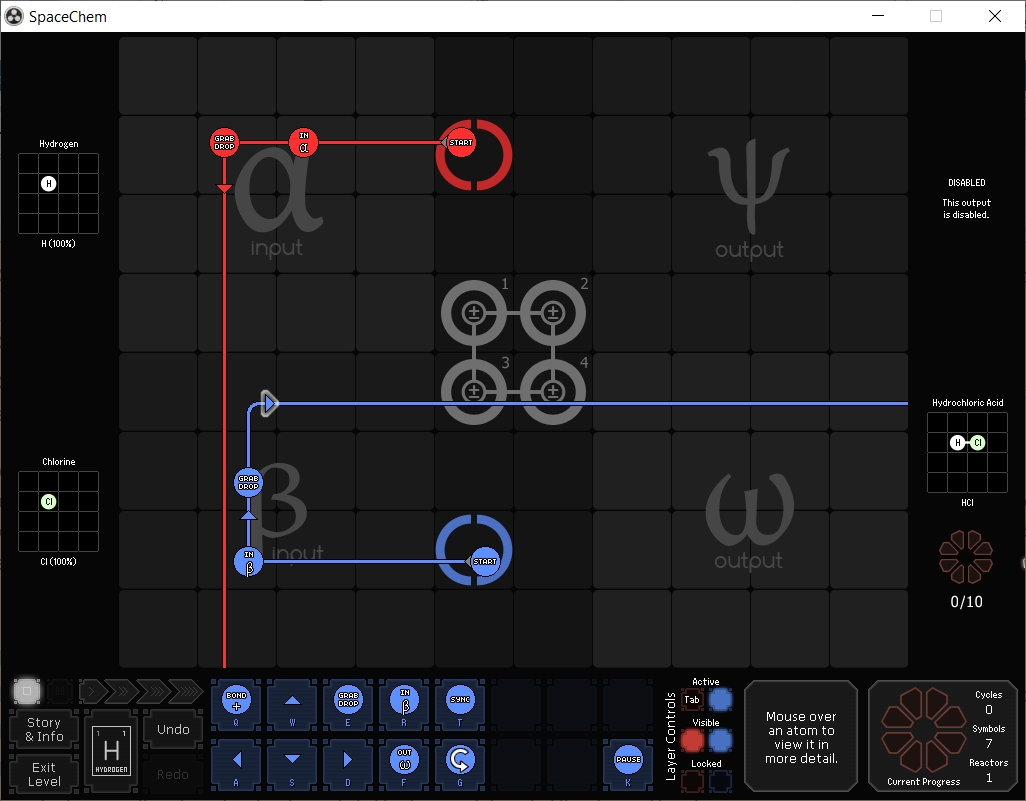 SpaceChem
Hydrogen
H
H (100%)
Chlorine
Cl
Cl (100%)
GRAB
DROP
IN
α
START
α
input
ψ
output
1
2
3
4
±
±
±
±
GRAB
DROP
β
input
IN
β
START
ω
output
DISABLED
This output
is disabled.
Hydrochloric Acid
H
Cl
HCl
0/10
Story
& Info
Exit
Level
1
1
H
HYDROGEN
Undo
Redo
BOND
+
Q
W
GRAB
DROP
E
IN
β
R
SYNC
T
A
S
D
OUT
ω
F
G
PAUSE
K
Layer Controls
Active
Tab
Visible
Locked
Mouse over
an atom to
view it in
more detail.
Cycles
0
Symbols
7
Reactors
1
Current Progress